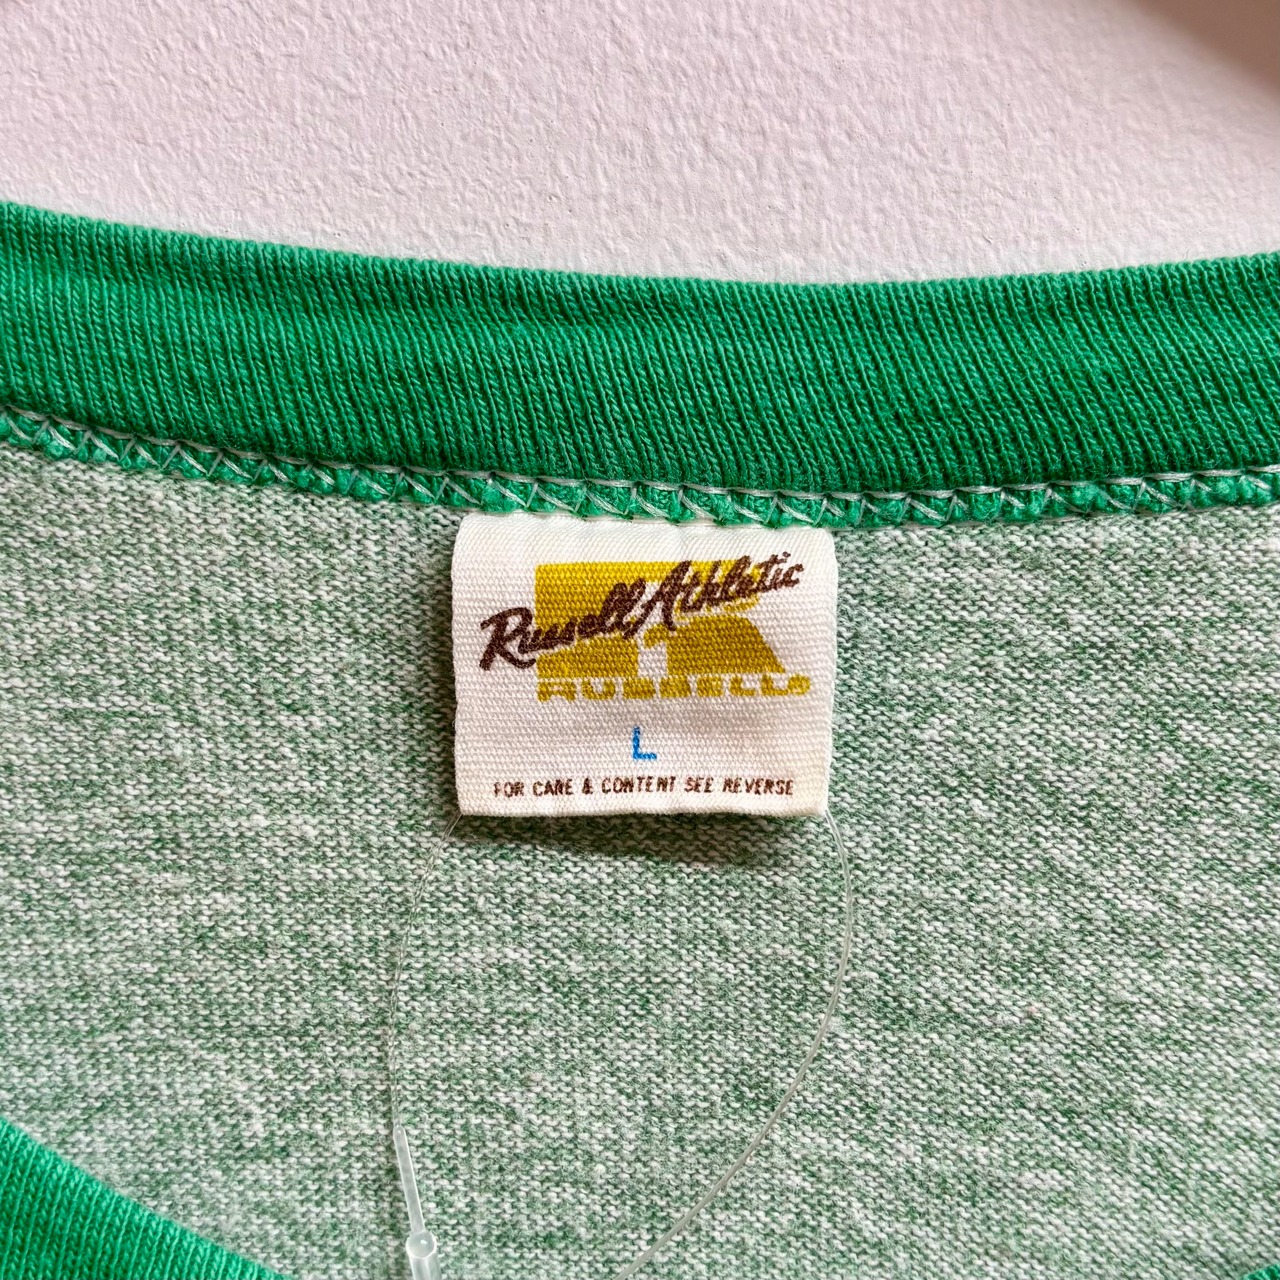 Russell Athletic
RUSSELL®
L
FOR CARE & CONTENT SEE REVERSE